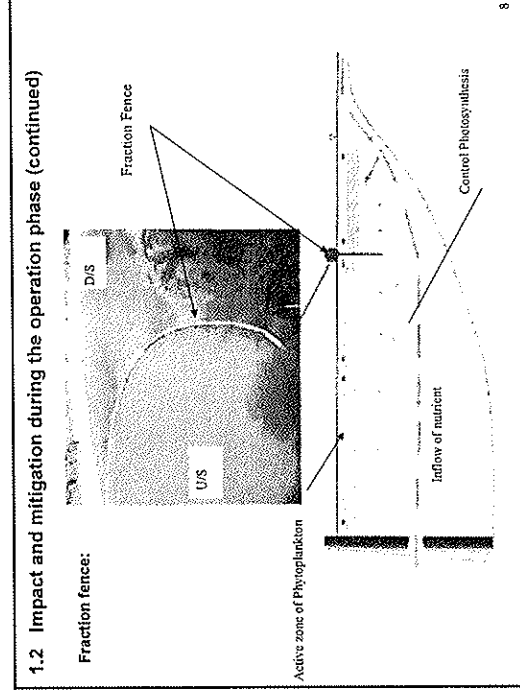 1.2 Impact and mitigation during the operation phase (continued)
Fraction fence:
D/S
U/S
Fraction Fence
Active zone of Phytoplankton
Inflow of nutrient
Control Photosynthesis
8